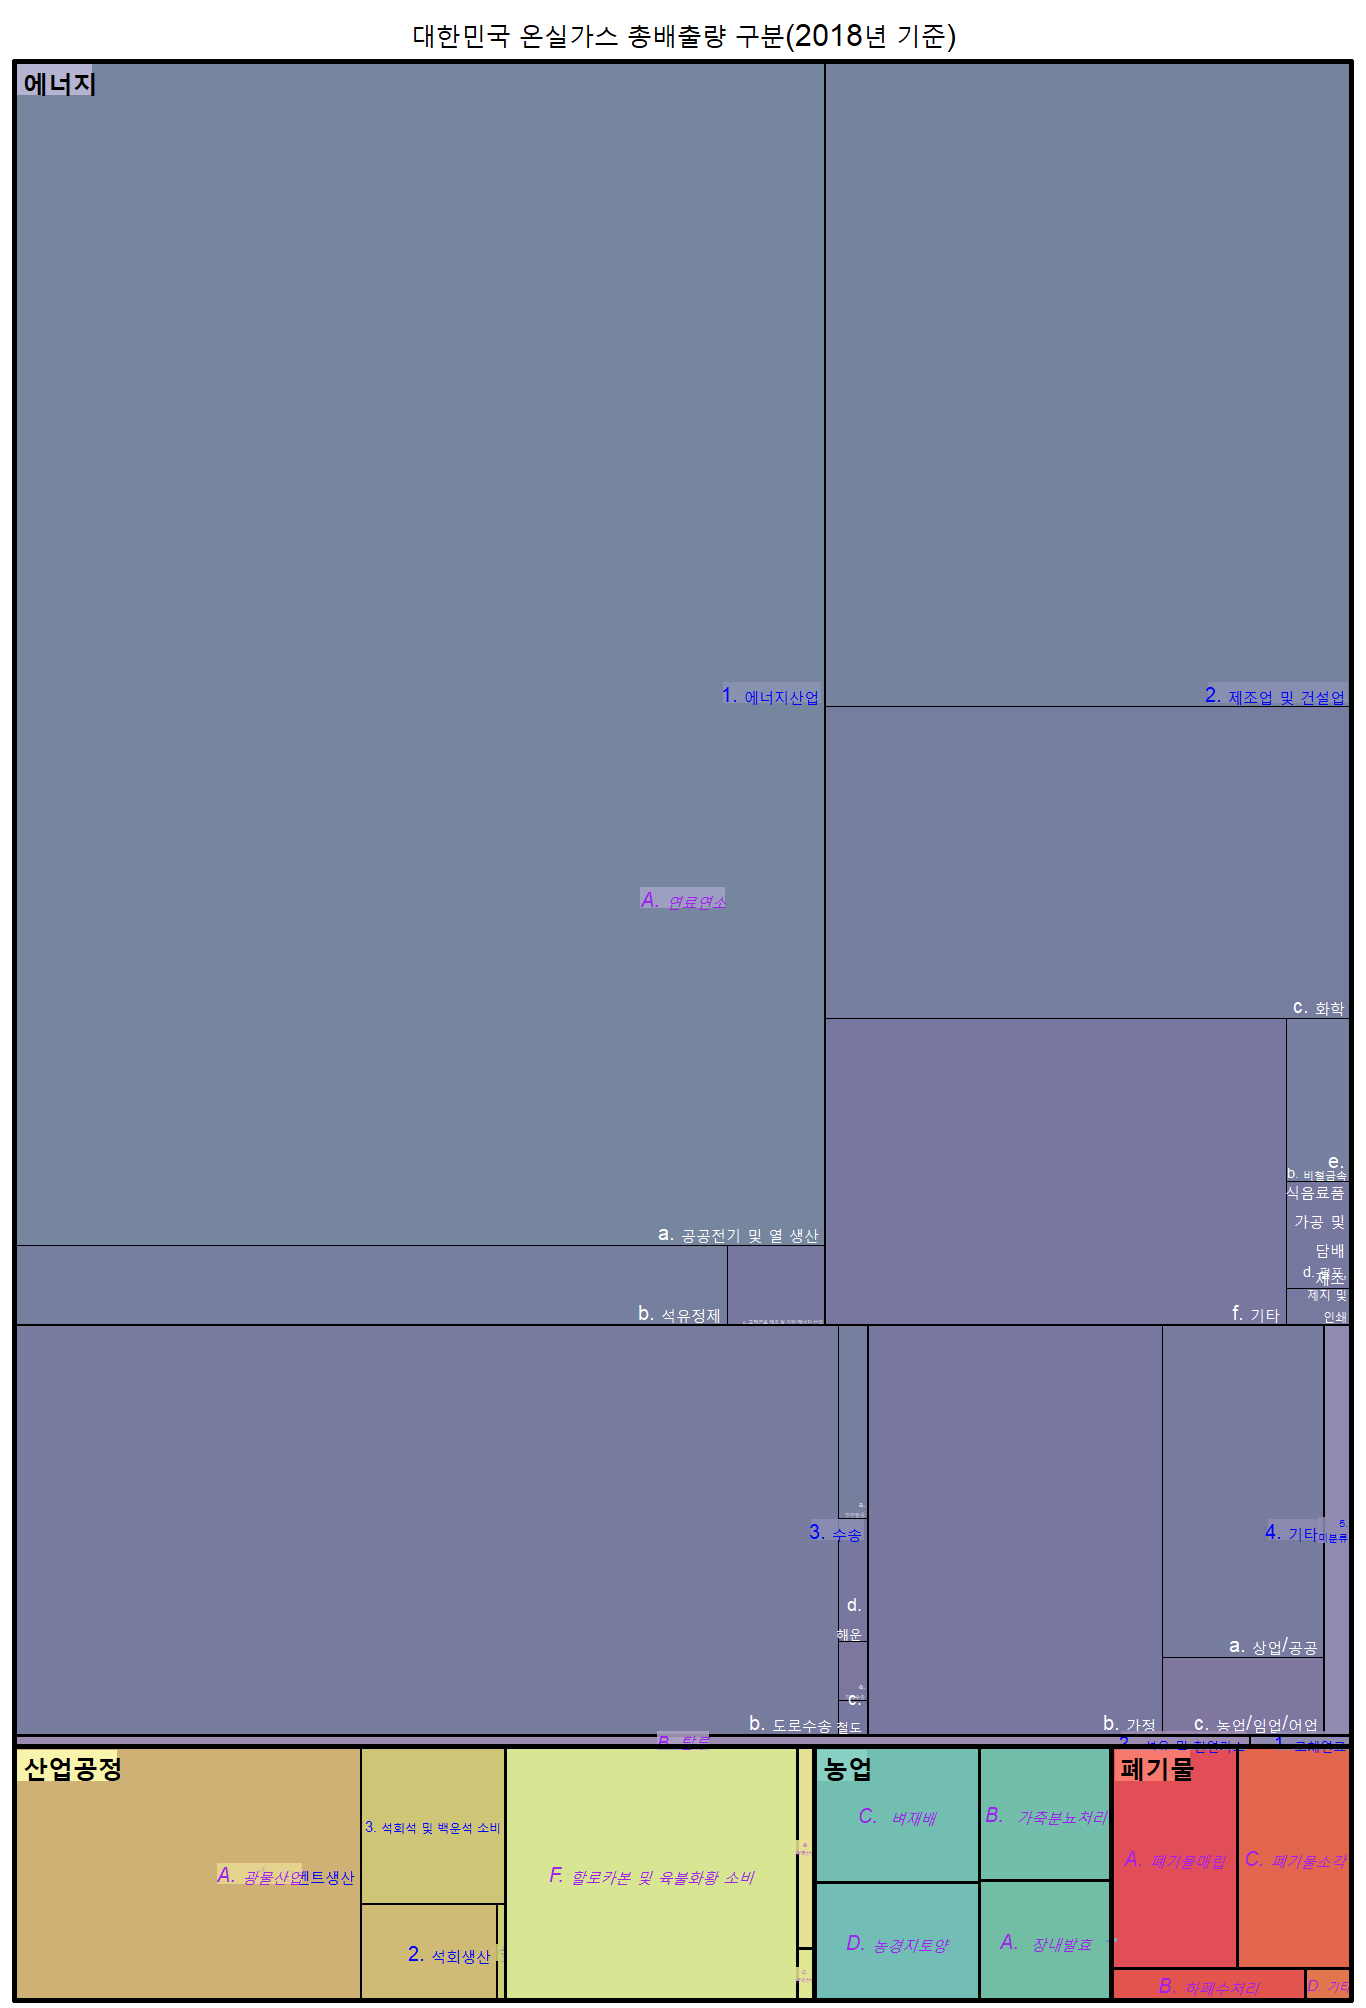 대한민국 온실가스 총배출량 구분(2018년 기준)
에너지
1. 에너지산업
2. 제조업 및 건설업
A. 연료연소
c. 화학
a. 공공전기 및 열 생산
b. 석유정제
f. 기타
e.
b. 비철금속
식음료품
가공 및
담배
제조
d. 펄프,
제지 및
인쇄
3. 수송
4. 기타
5.
미분류
a.
d.
해운
a. 상업/공공
e.
c.
철도
b. 도로수송
b. 가정
c. 농업/임업/어업
B. 탈루
2. 석유 및 천연가스
1. 고체연료
산업공정
농업
폐기물
3. 석회석 및 백운석 소비
C. 벼재배
B. 가축분뇨처리
A. 광물산업
멘트생산
F. 할로카본 및 육불화황 소비
A. 폐기물매립
C. 폐기물소각
2. 석회생산
D. 농경지토양
A. 장내발효
B. 하폐수처리
D. 기타